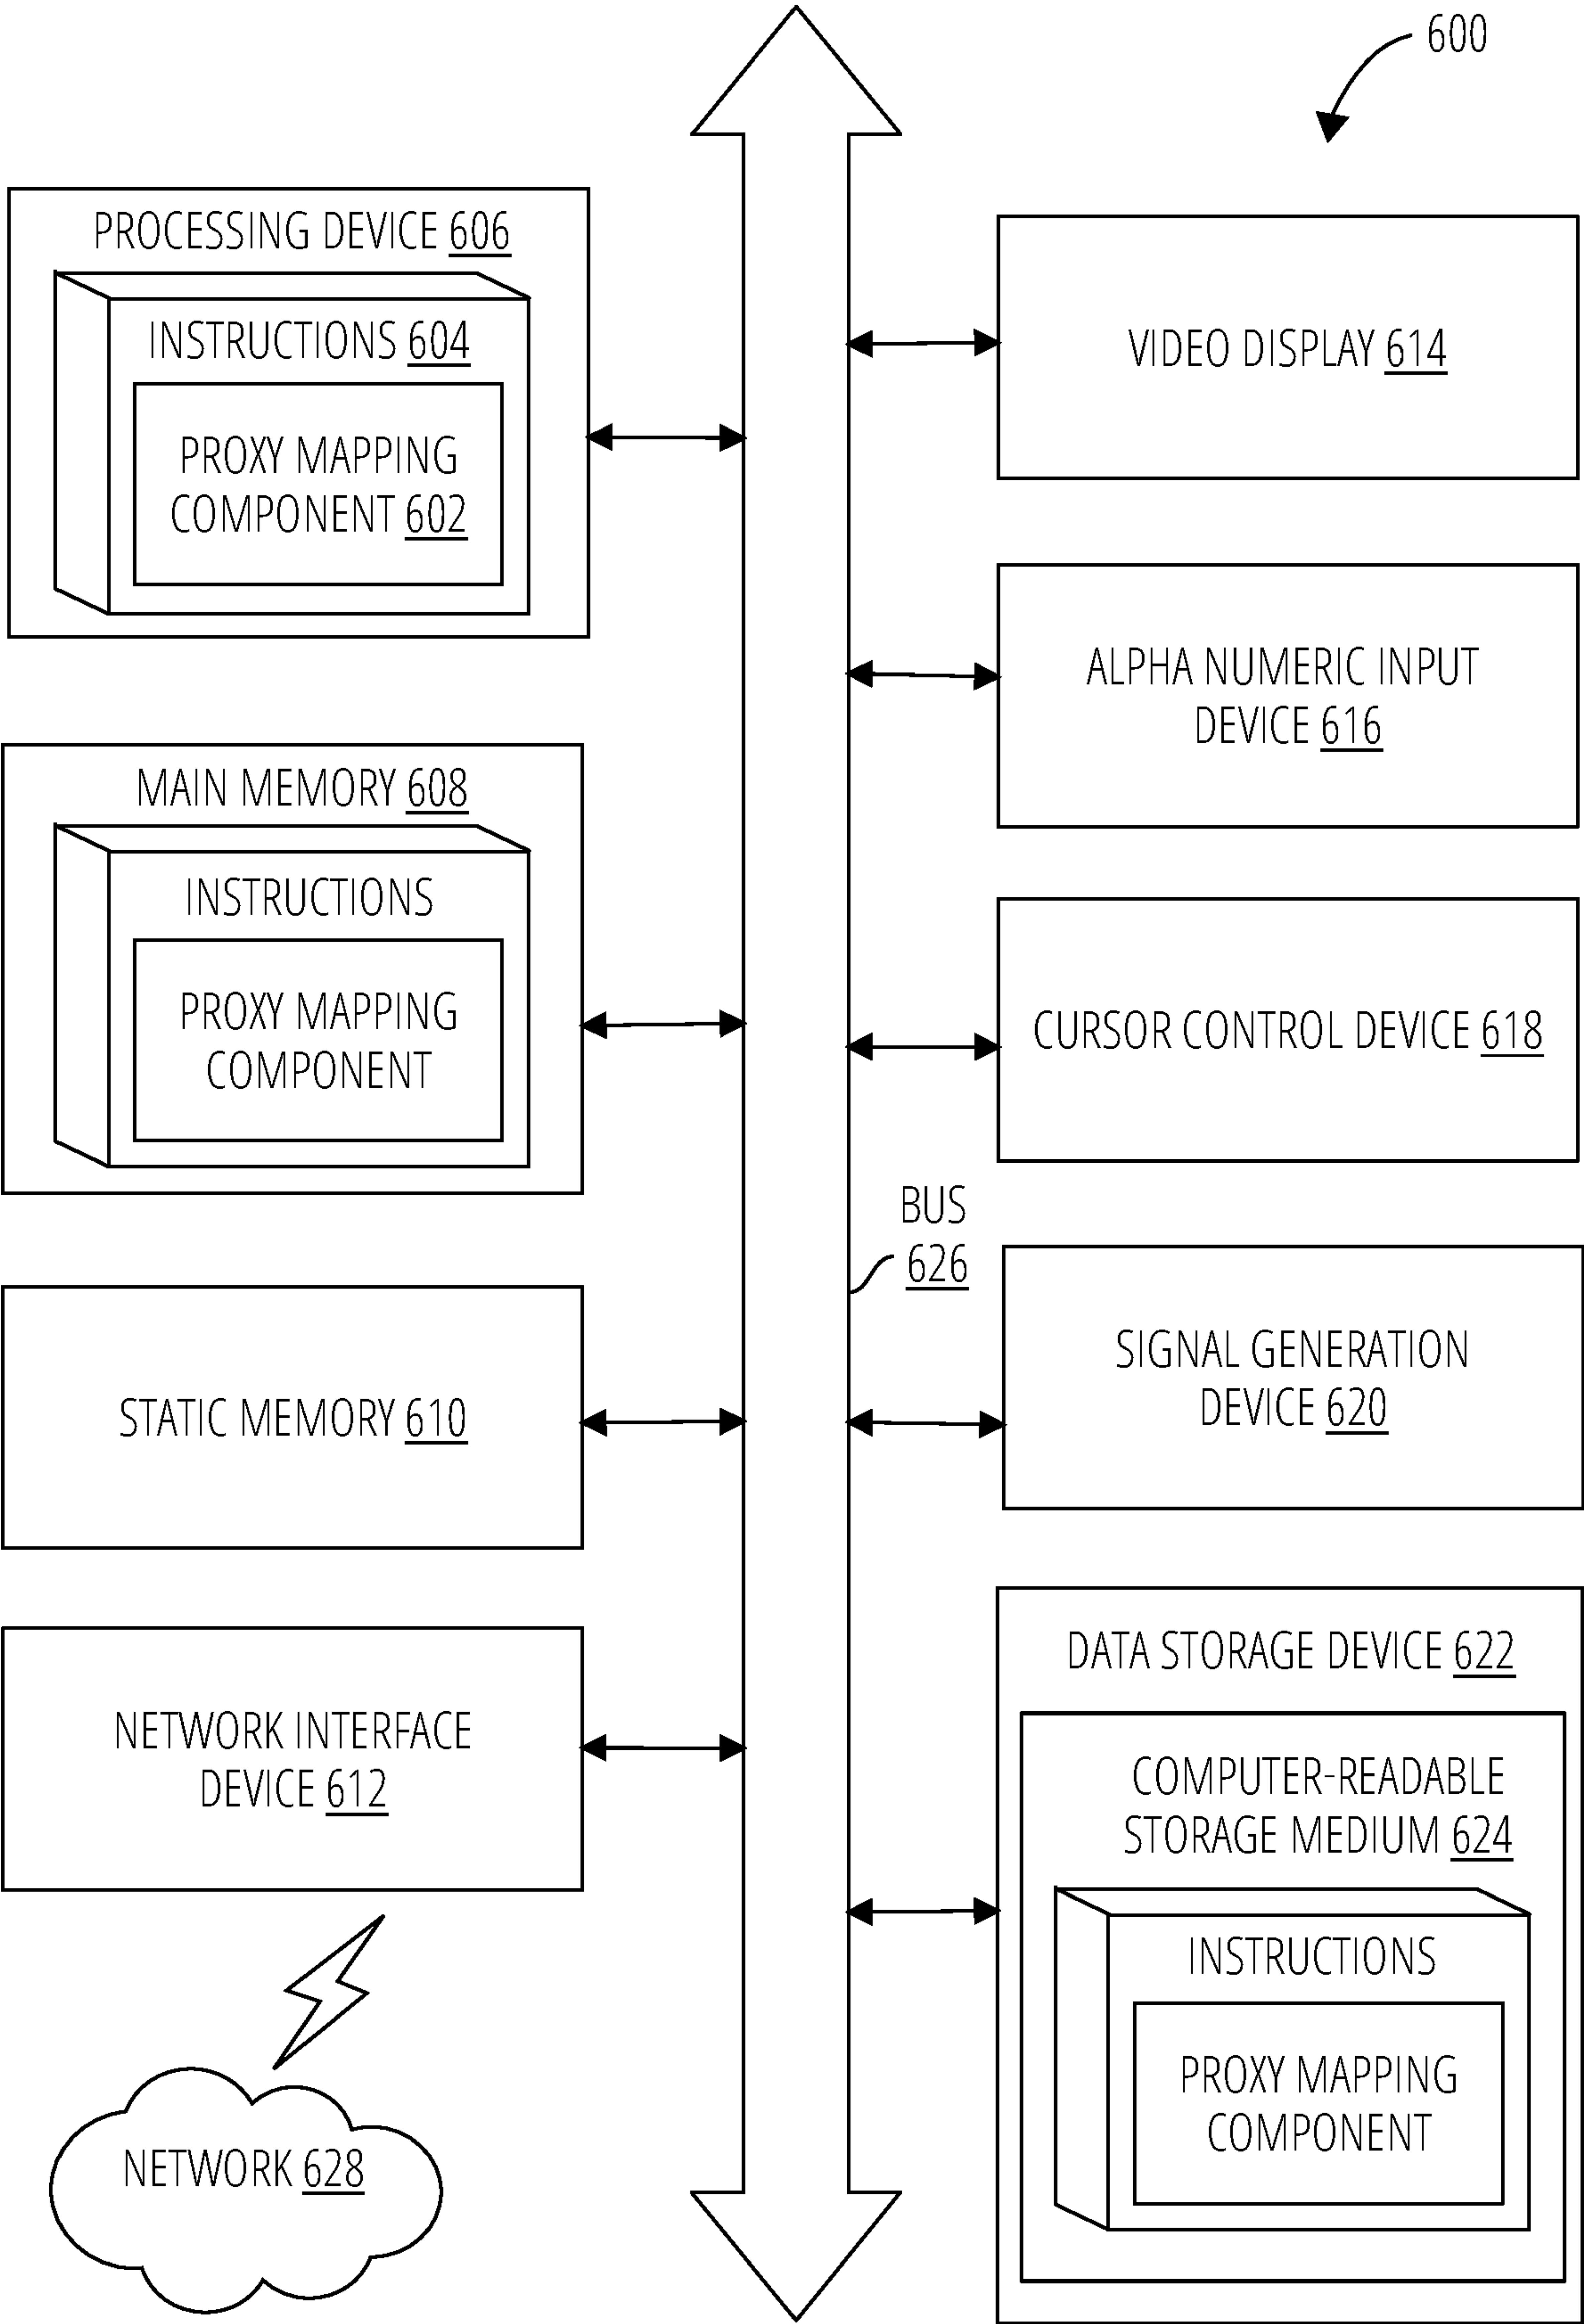 600
PROCESSING DEVICE 606
INSTRUCTIONS 604
PROXY MAPPING
COMPONENT 602
MAIN MEMORY 608
INSTRUCTIONS
PROXY MAPPING
COMPONENT
STATIC MEMORY 610
NETWORK INTERFACE
DEVICE 612
NETWORK 628
VIDEO DISPLAY 614
ALPHA NUMERIC INPUT
DEVICE 616
CURSOR CONTROL DEVICE 618
BUS
626
SIGNAL GENERATION
DEVICE 620
DATA STORAGE DEVICE 622
COMPUTER-READABLE
STORAGE MEDIUM 624
INSTRUCTIONS
PROXY MAPPING
COMPONENT